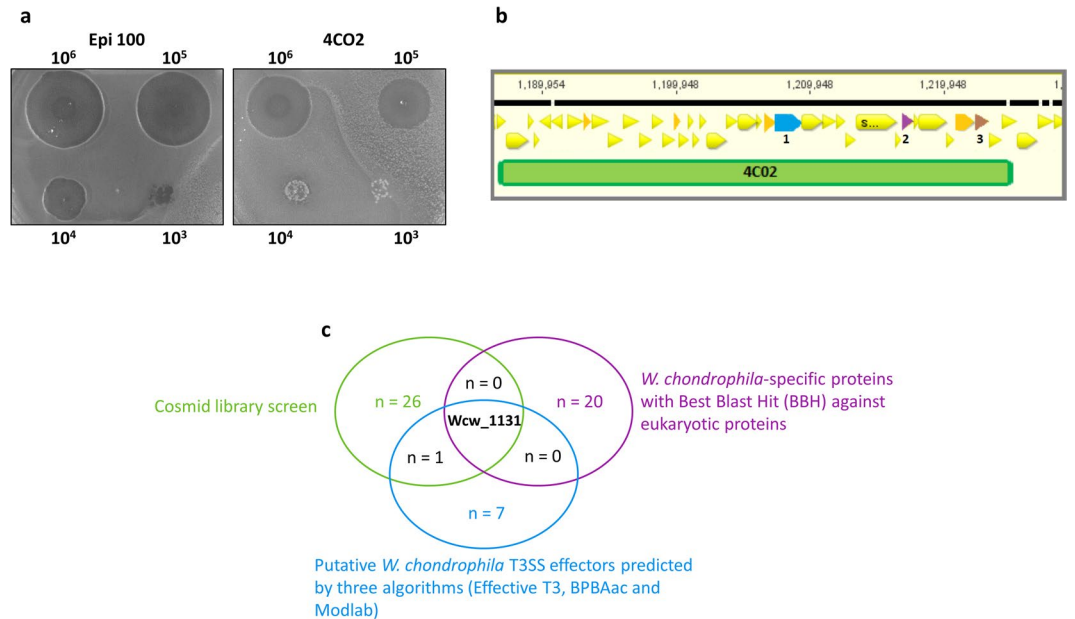 a
Epi 100
4CO2
10⁶
10⁵
10⁶
10⁵
10⁴
10³
10⁴
10³
b
1,189,954
1,199,948
1,209,948
1,219,948
1,
s...
1
2
3
4C02
c
n = 0
Cosmid library screen
n = 26
n = 20
W. chondrophila-specific proteins
with Best Blast Hit (BBH) against
eukaryotic proteins
Wcw_1131
n = 1
n = 0
n = 7
Putative W. chondrophila T3SS effectors predicted
by three algorithms (Effective T3, BPBAac and
Modlab)